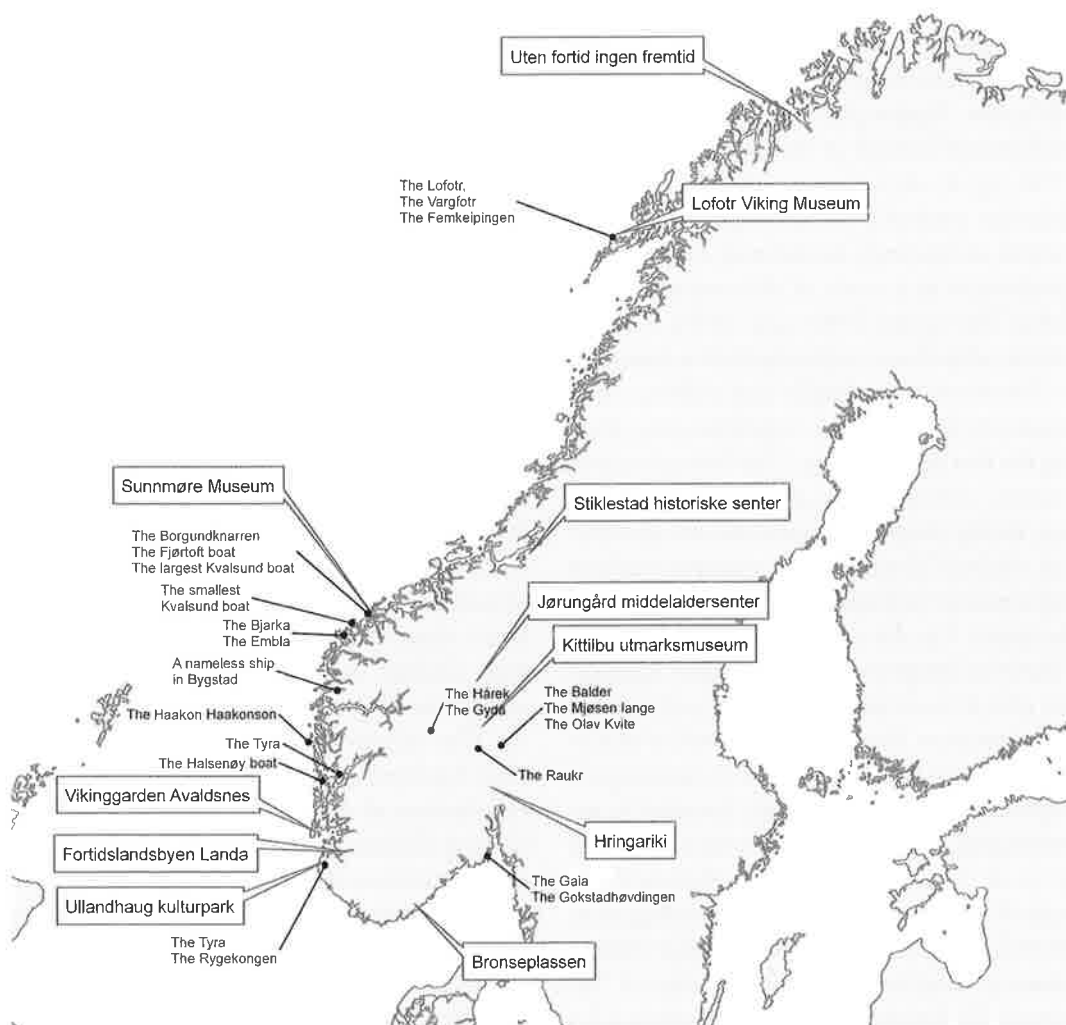 Uten fortid ingen fremtid
The Lofotr,
The Vargfotr
The Femkeipingen
Lofotr Viking Museum
Sunnmøre Museum
Stiklestad historiske senter
The Borgundknarren
The Fjørtoft boat
The largest Kvalsund boat
The smallest
Kvalsund boat
Jørungård middelaldersenter
The Bjarka
The Embla
Kittilbu utmarksmuseum
A nameless ship
in Bygstad
The Hårek
The Gyda
The Balder
The Mjøsen lange
The Olav Kvite
The Haakon Haakonson
The Tyra
The Halsenøy boat
The Raukr
Vikinggarden Avaldsnes
Hringariki
Fortidslandsbyen Landa
The Gaia
The Gokstadhøvdingen
Ullandhaug kulturpark
The Tyra
The Rygekongen
Bronseplassen